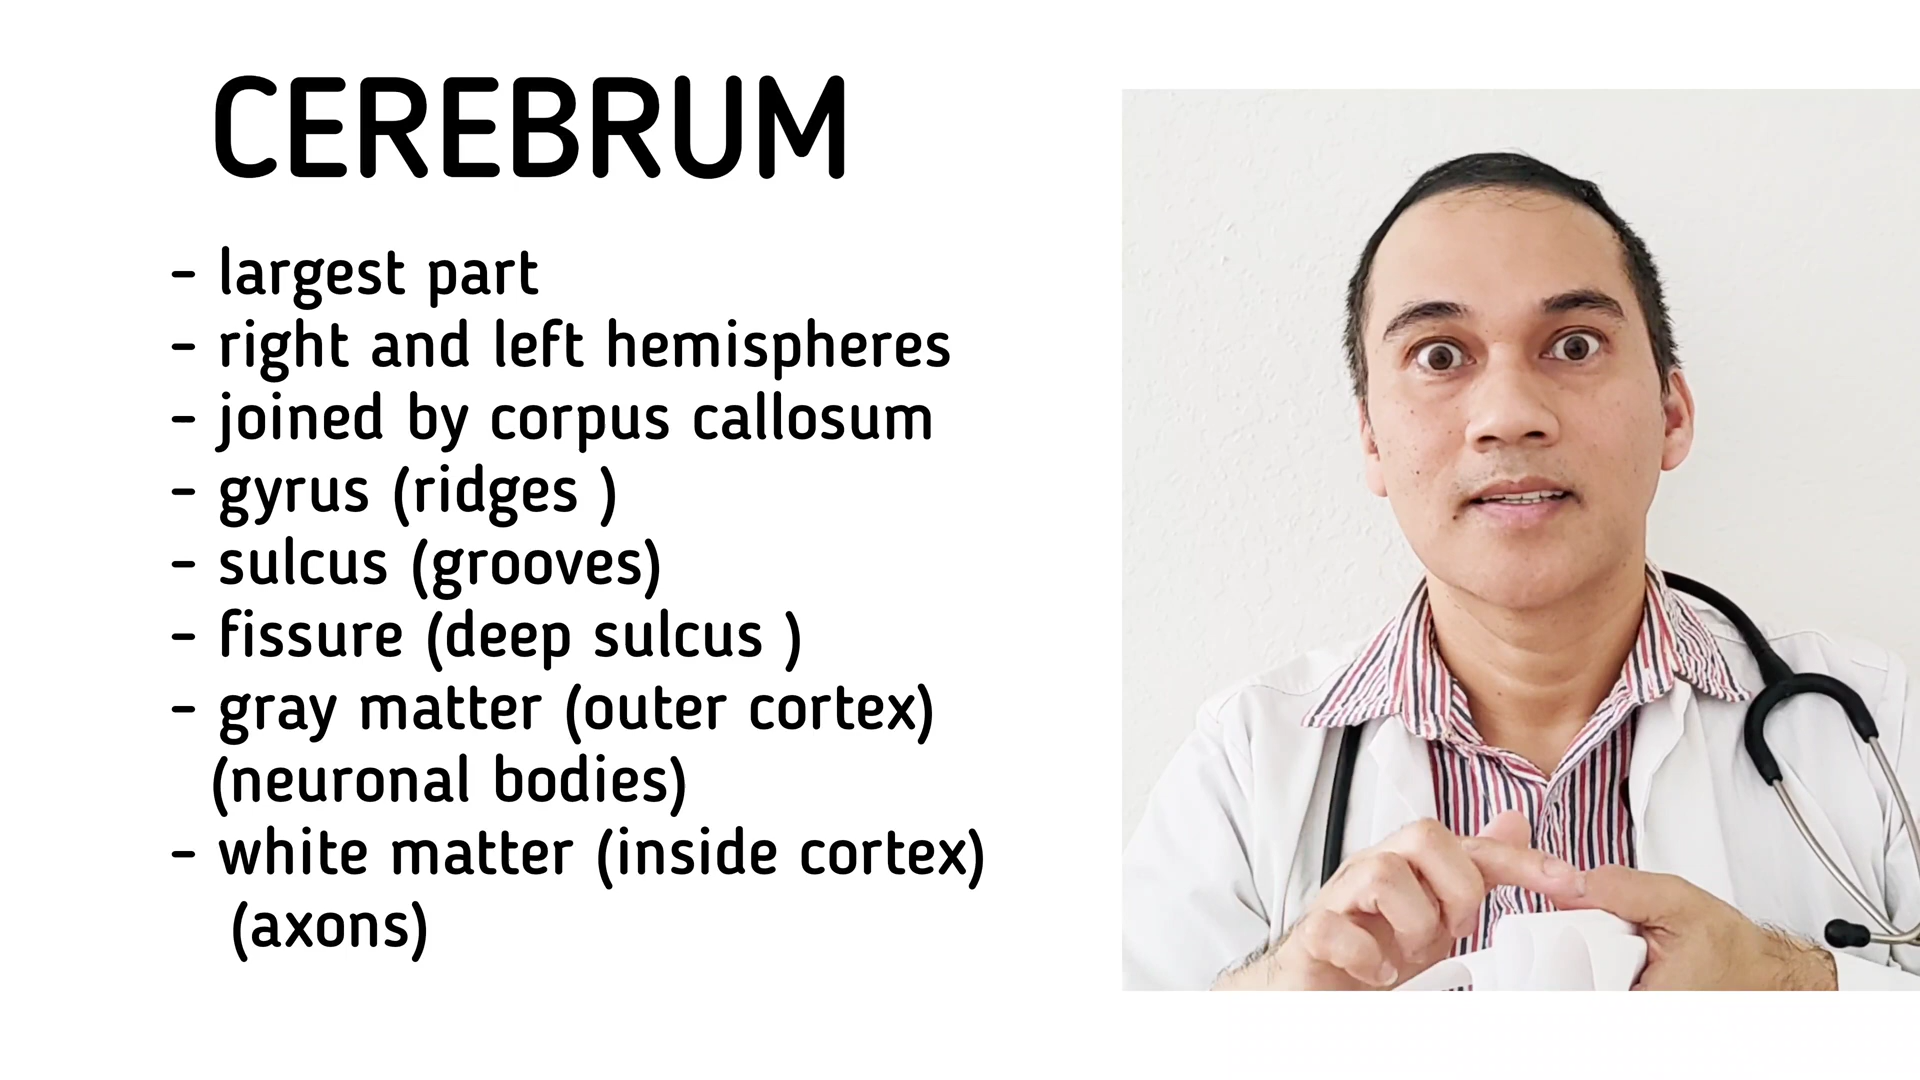 CEREBRUM
- largest part
- right and left hemispheres
- joined by corpus callosum
- gyrus (ridges )
- sulcus (grooves)
- fissure (deep sulcus )
- gray matter (outer cortex)
(neuronal bodies)
- white matter (inside cortex)
(axons)